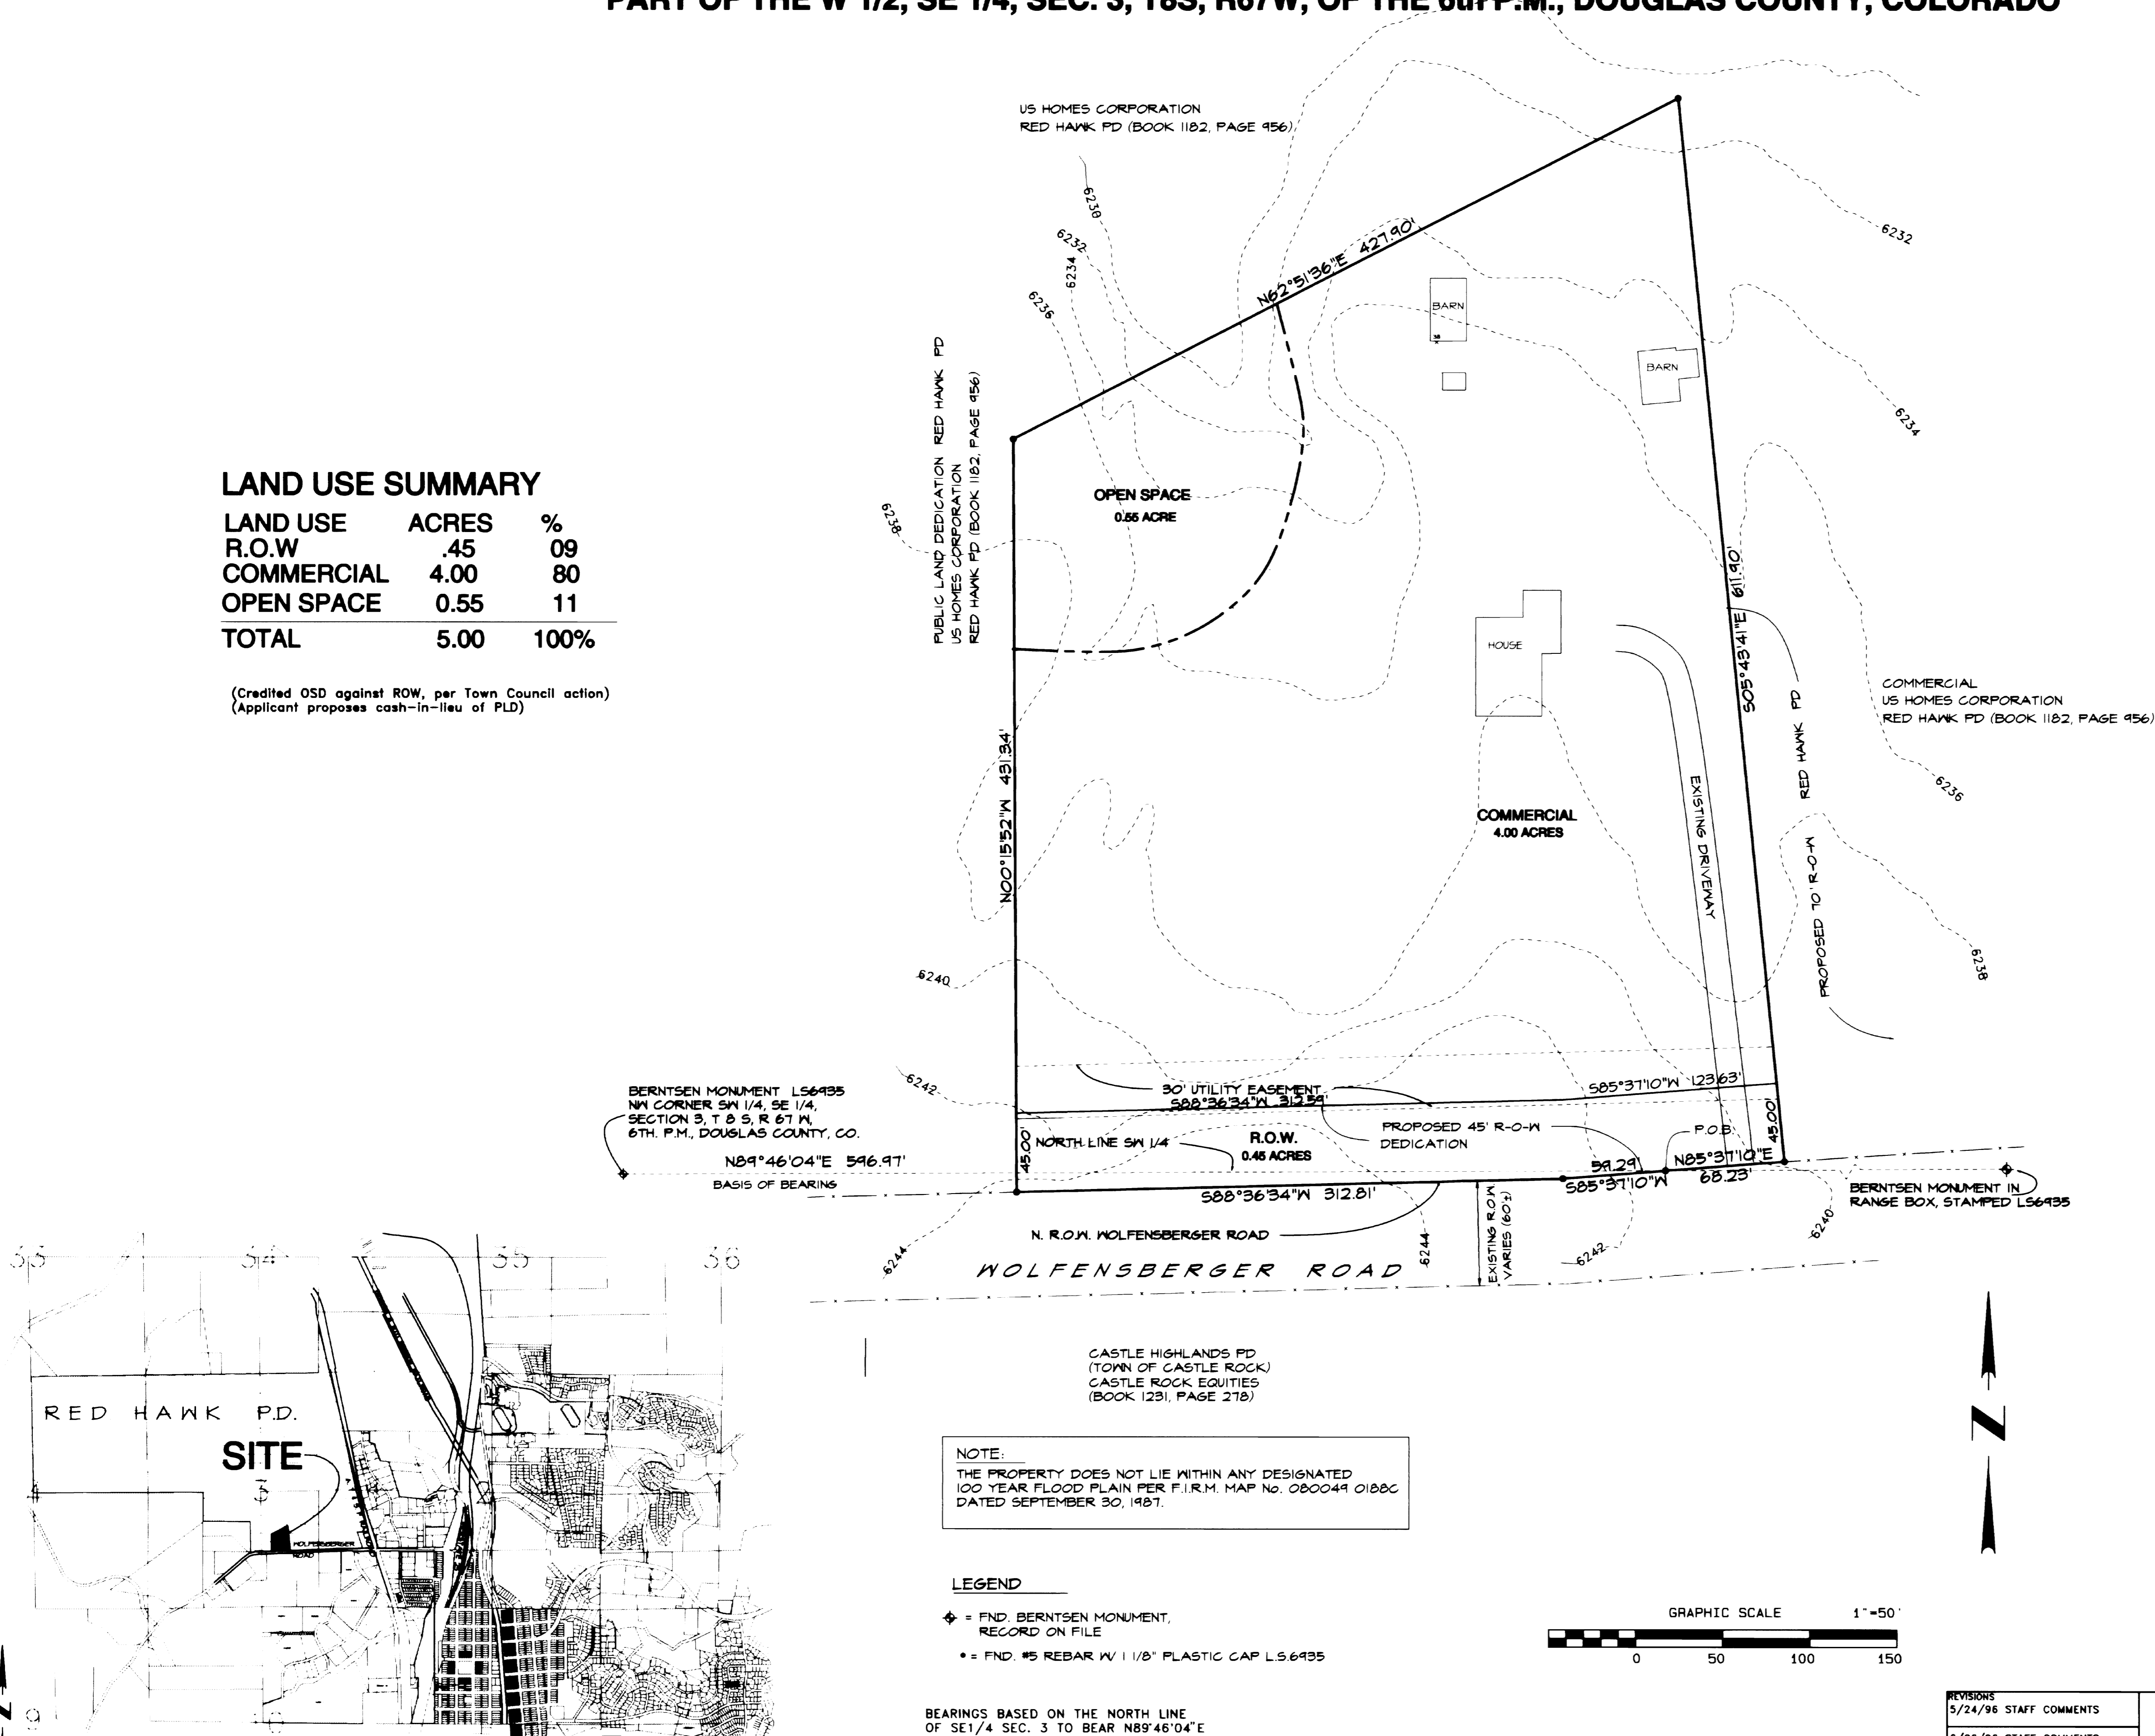 PART OF THE W 1/2, SE 1/4, SEC. 3, T8S, R67W, OF THE P.M., DOUGLAS COUNTY, COLORADO
US HOMES CORPORATION
RED HAWK PD (BOOK 1182, PAGE 956)
6230
6232
6234
6236
6238
6232
6234
6236
6238
N62°51'36"E 427.90'
BARN
38
BARN
PUBLIC LAND DEDICATION RED HAWK PD
US HOMES CORPORATION
RED HAWK PD (BOOK 1182, PAGE 956)
OPEN SPACE
0.55 ACRE
LAND USE SUMMARY
LAND USE ACRES %
R.O.W .45 09
COMMERCIAL 4.00 80
OPEN SPACE 0.55 11
TOTAL 5.00 100%
(Credited OSD against ROW, per Town Council action)
(Applicant proposes cash-in-lieu of PLD)
HOUSE
S05°43'41"E 611.90'
COMMERCIAL
US HOMES CORPORATION
RED HAWK PD (BOOK 1182, PAGE 956)
N00°15'52"W 431.34'
COMMERCIAL
4.00 ACRES
EXISTING DRIVEWAY
PROPOSED 70' R-O-W RED HAWK PD
6240
6242
BERNTSEN MONUMENT LS6935
NW CORNER SW 1/4, SE 1/4,
SECTION 3, T 8 S, R 67 W,
6TH. P.M., DOUGLAS COUNTY, CO.
N89°46'04"E 596.97'
BASIS OF BEARING
30' UTILITY EASEMENT
S88°36'34"W 312.59'
S85°37'10"W 123.63'
45.00'
NORTH LINE SW 1/4
R.O.W.
0.45 ACRES
PROPOSED 45' R-O-W
DEDICATION
P.O.B.
45.00'
59.29'
S85°37'10"W
N85°37'10"E
68.23'
S88°36'34"W 312.81'
BERNTSEN MONUMENT IN
RANGE BOX, STAMPED LS6935
N. R.O.W. WOLFENSBERGER ROAD
EXISTING R.O.W.
VARIES (60'±)
6244
6244
6242
6240
WOLFENSBERGER ROAD
33 34 35 36
RED HAWK P.D.
SITE
4
3
1
WOLFENSBERGER
ROAD
9
N
CASTLE HIGHLANDS PD
(TOWN OF CASTLE ROCK)
CASTLE ROCK EQUITIES
(BOOK 1231, PAGE 278)
N
NOTE:
THE PROPERTY DOES NOT LIE WITHIN ANY DESIGNATED
100 YEAR FLOOD PLAIN PER F.I.R.M. MAP No. 080049 0188C
DATED SEPTEMBER 30, 1987.
LEGEND
= FND. BERNTSEN MONUMENT,
RECORD ON FILE
• = FND. #5 REBAR W/ 1 1/8" PLASTIC CAP L.S.6935
GRAPHIC SCALE 1"=50'
0 50 100 150
BEARINGS BASED ON THE NORTH LINE
OF SE1/4 SEC. 3 TO BEAR N89°46'04"E
REVISIONS
5/24/96 STAFF COMMENTS